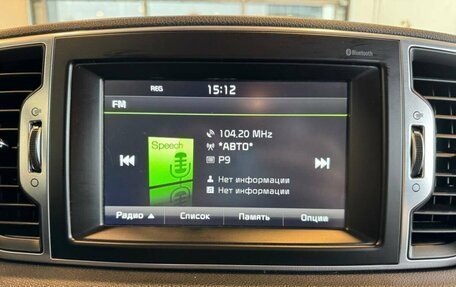 Bluetooth
REG 15:12
FM
Speech
104.20 MHz
*АВТО*
P9
Нет информации
Нет информации
Радио ▲ Список Память Опции